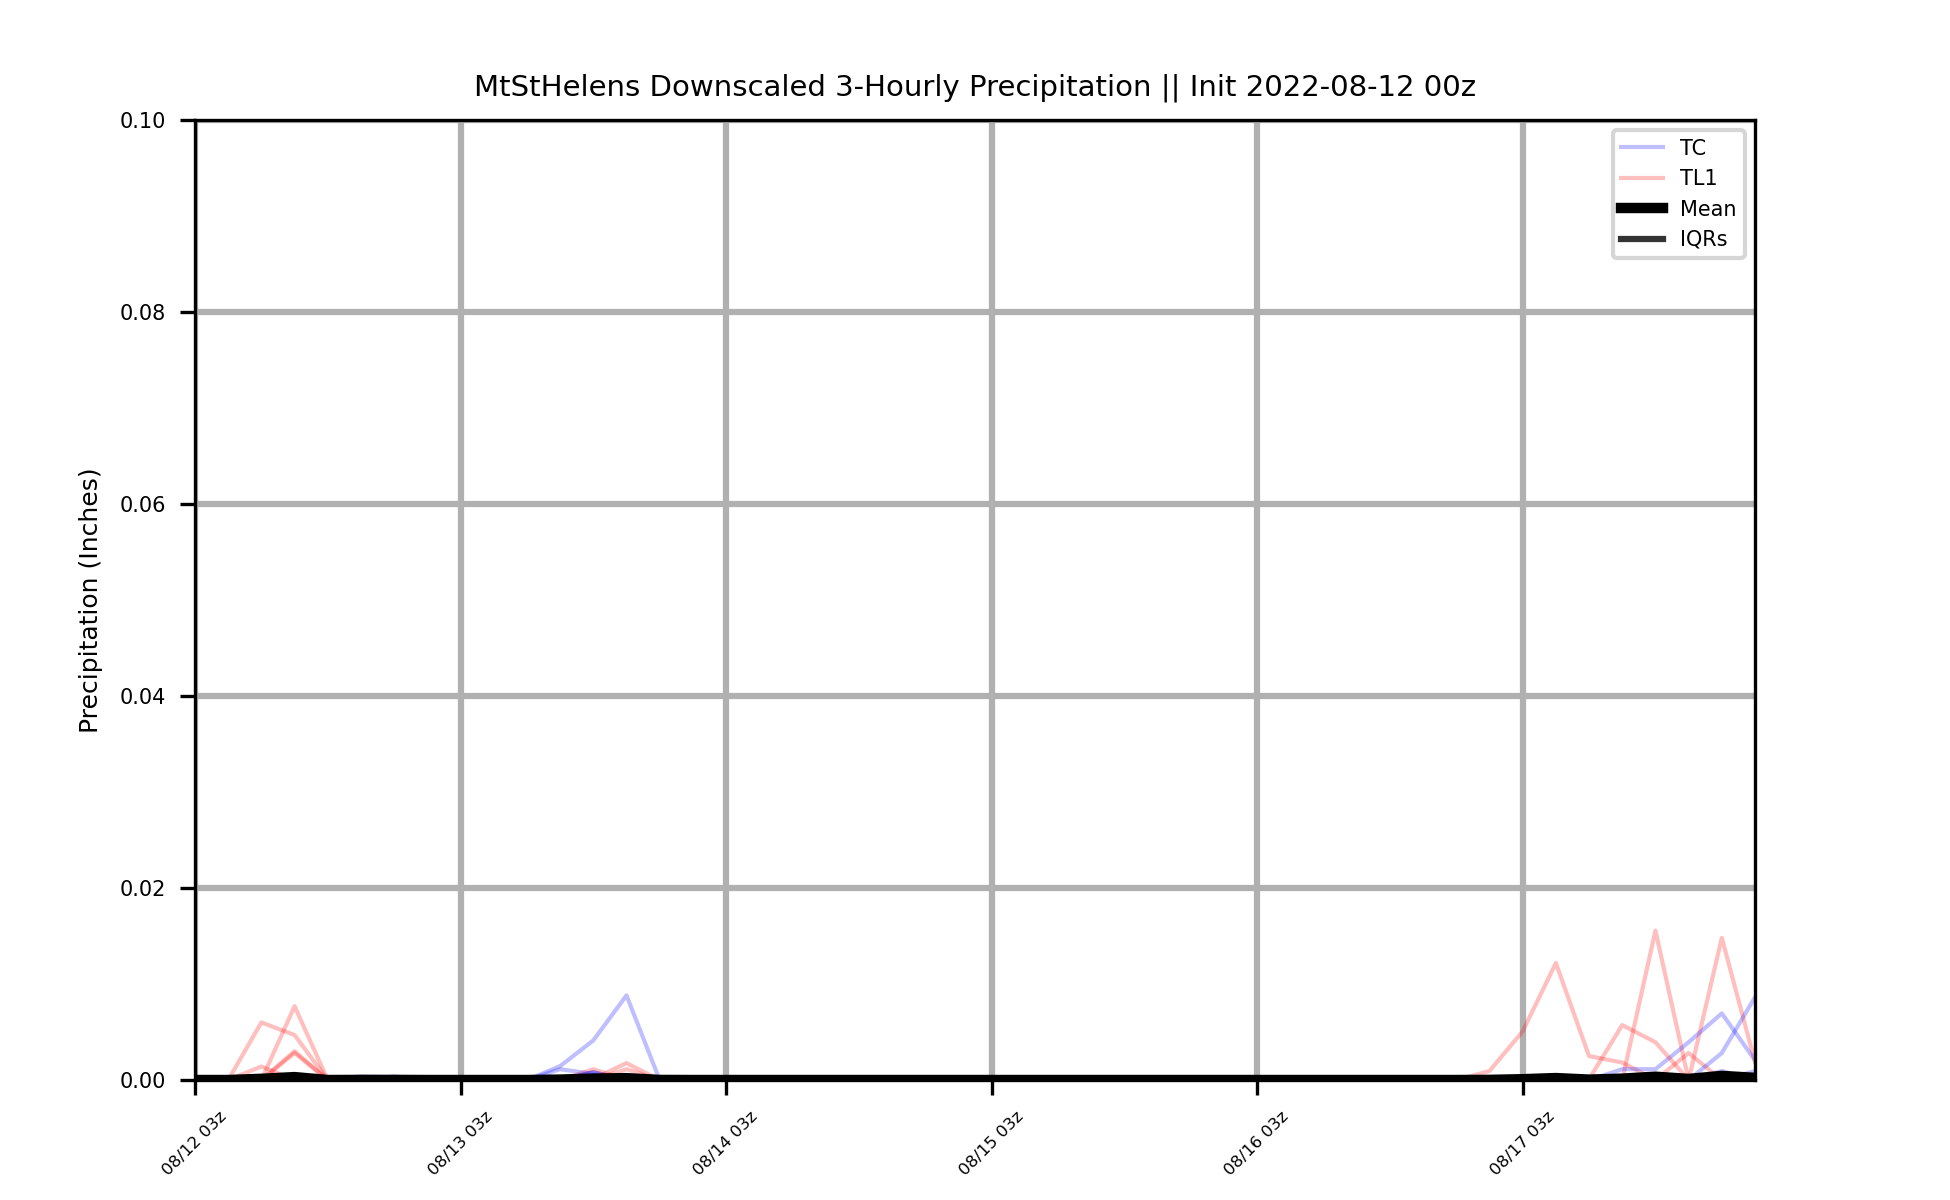 MtStHelens Downscaled 3-Hourly Precipitation || Init 2022-08-12 00z
TC
TL1
Mean
IQRs
Precipitation (Inches)
0.10
0.08
0.06
0.04
0.02
0.00
08/12 03z
08/13 03z
08/14 03z
08/15 03z
08/16 03z
08/17 03z